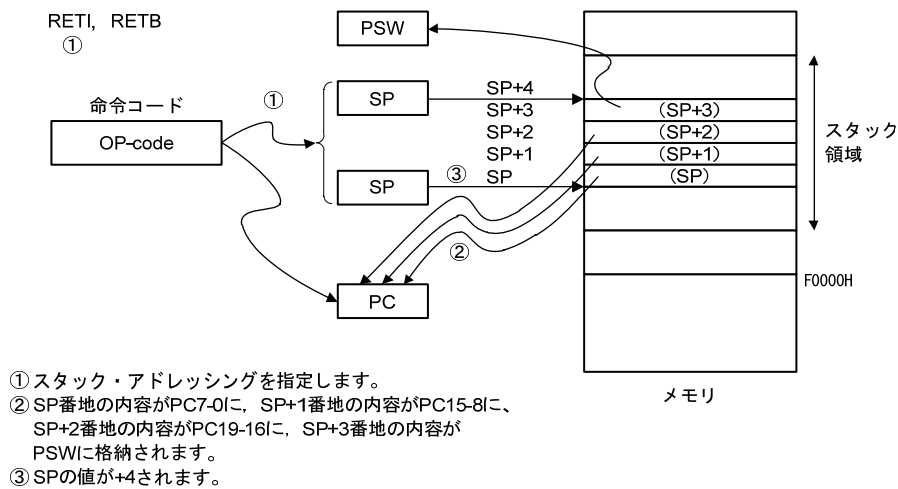 RETI, RETB
①
PSW
命令コード
OP-code
①
SP
SP
SP+4
SP+3
SP+2
SP+1
SP
③
②
PC
(SP+3)
(SP+2)
(SP+1)
(SP)
スタック
領域
F0000H
メモリ
① スタック・アドレッシングを指定します。
② SP番地の内容がPC7-0に，SP+1番地の内容がPC15-8に、
SP+2番地の内容がPC19-16に，SP+3番地の内容が
PSWに格納されます。
③ SPの値が+4されます。